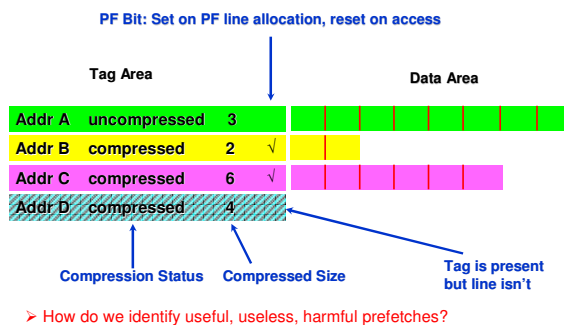 PF Bit: Set on PF line allocation, reset on access
Tag Area
Data Area
Addr A uncompressed 3
Addr B compressed 2 √
Addr C compressed 6 √
Addr D compressed 4
Compression Status
Compressed Size
Tag is present
but line isn't
➢ How do we identify useful, useless, harmful prefetches?